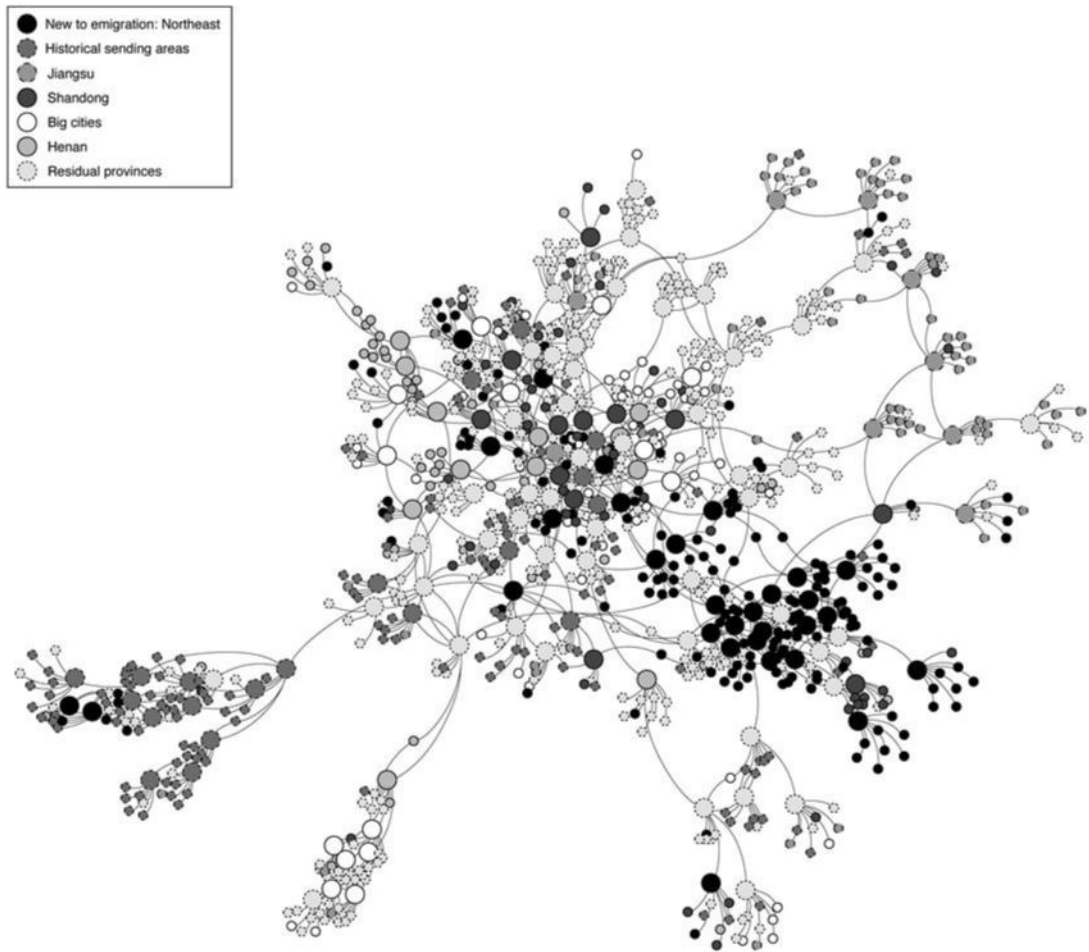 New to emigration: Northeast
Historical sending areas
Jiangsu
Shandong
Big cities
Henan
Residual provinces